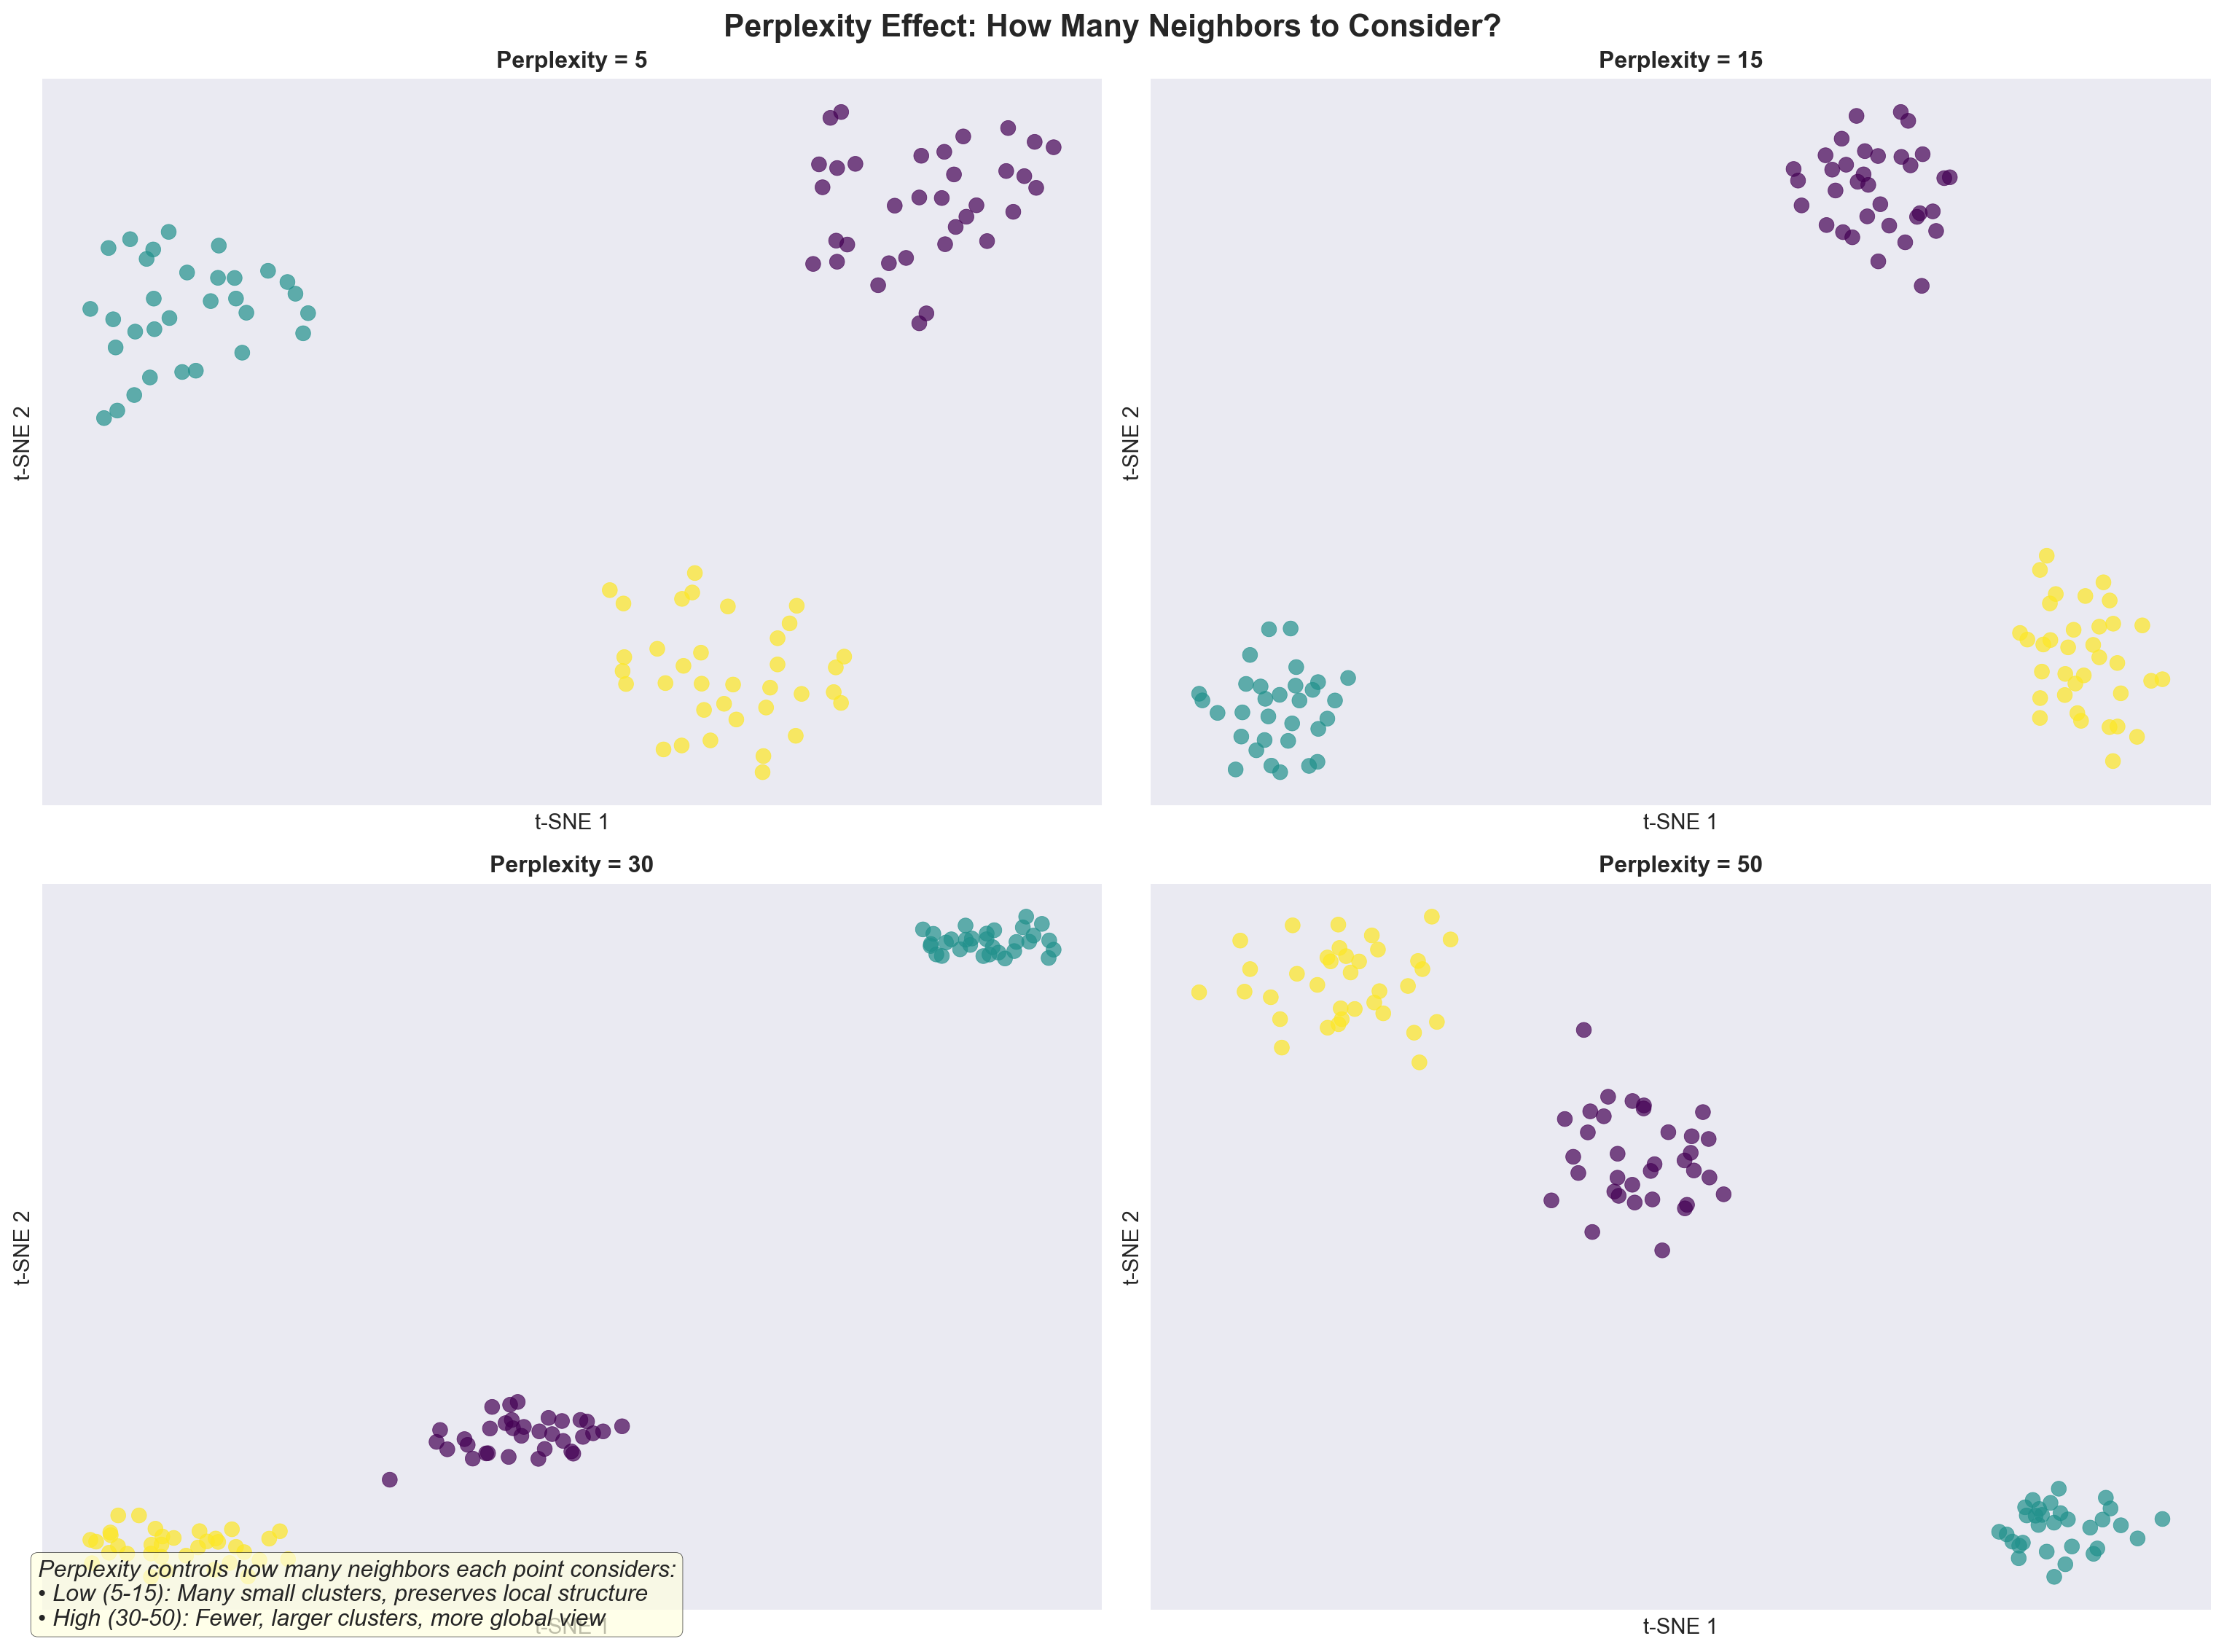 Perplexity Effect: How Many Neighbors to Consider?
Perplexity = 5
t-SNE 2
t-SNE 1
Perplexity = 15
t-SNE 2
t-SNE 1
Perplexity = 30
t-SNE 2
t-SNE 1
Perplexity = 50
t-SNE 2
t-SNE 1
Perplexity controls how many neighbors each point considers:
• Low (5-15): Many small clusters, preserves local structure
• High (30-50): Fewer, larger clusters, more global view